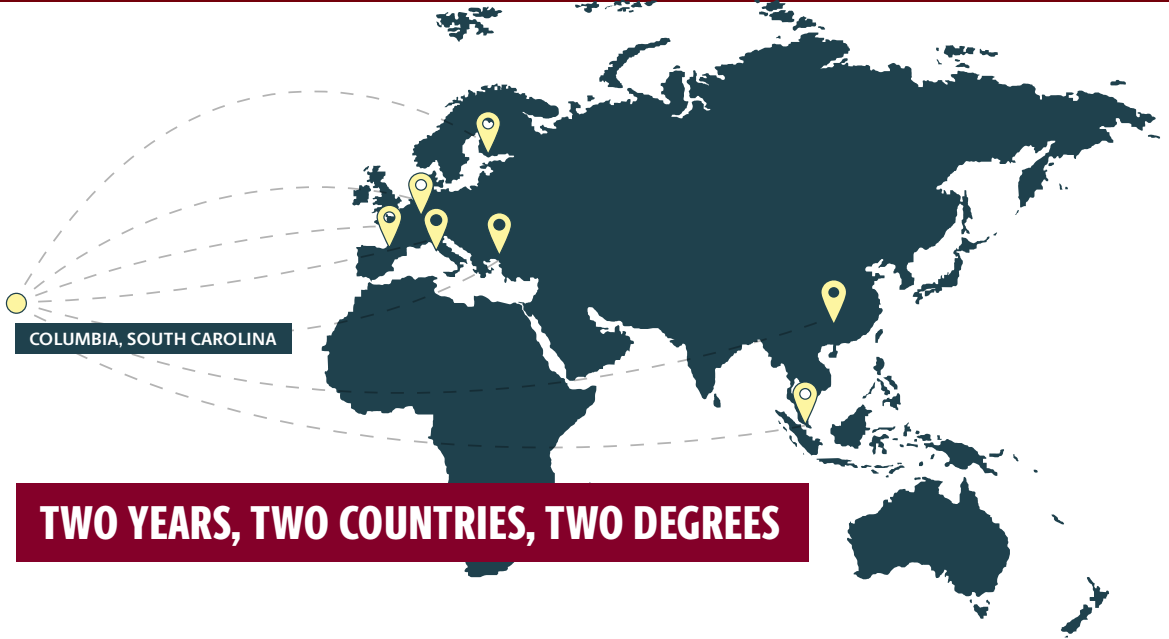 COLUMBIA, SOUTH CAROLINA
TWO YEARS, TWO COUNTRIES, TWO DEGREES